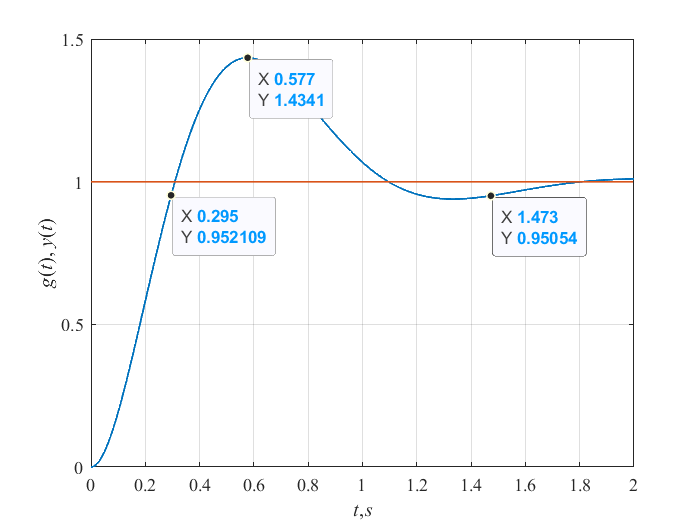 1.5
X 0.577
Y 1.4341
1
X 0.295
Y 0.952109
X 1.473
Y 0.95054
g(t), y(t)
0.5
0
0 0.2 0.4 0.6 0.8 1 1.2 1.4 1.6 1.8 2
t,s